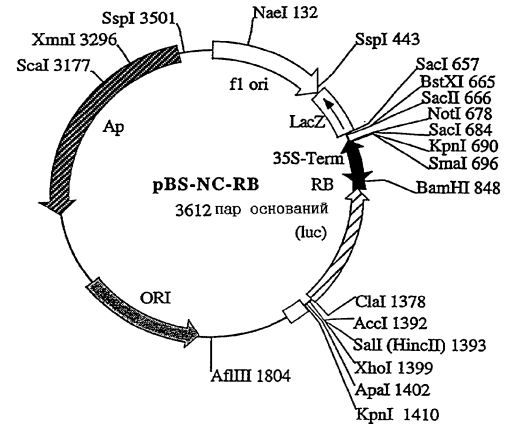 NaeI 132
SspI 3501
XmnI 3296
ScaI 3177
SspI 443
SacI 657
BstXI 665
SacII 666
NotI 678
SacI 684
KpnI 690
SmaI 696
BamHI 848
f1 ori
LacZ
Ap
35S-Term
RB
pBS-NC-RB
3612 пар оснований
(luc)
ORI
ClaI 1378
AccI 1392
SalI (HincII) 1393
XhoI 1399
ApaI 1402
KpnI 1410
AflIII 1804